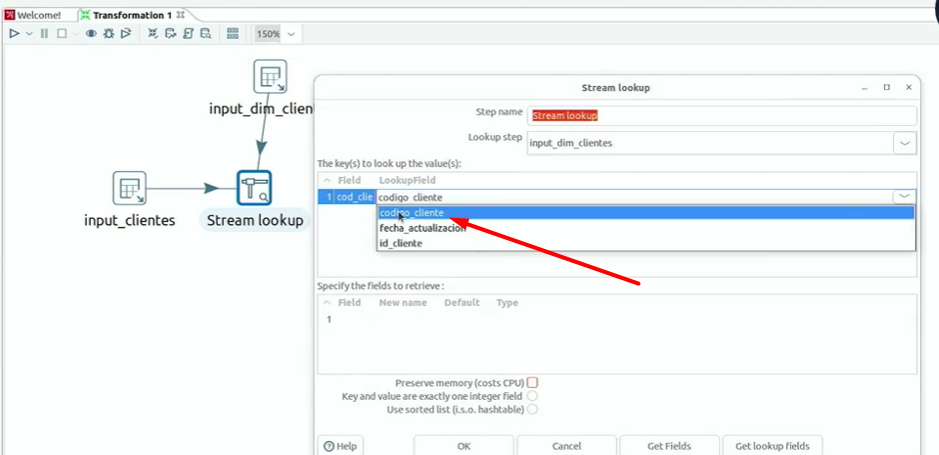 Welcome! Transformation 1
150%
input_dim_clien
input_clientes
Stream lookup
Stream lookup
Step name Stream lookup
Lookup step input_dim_clientes
The key(s) to look up the value(s):
Field LookupField
1 cod_clie codigo_cliente
codigo_cliente
fecha_actualizacion
id_cliente
Specify the fields to retrieve :
Field New name Default Type
1
Preserve memory (costs CPU)
Key and value are exactly one integer field
Use sorted list (i.s.o. hashtable)
Help OK Cancel Get Fields Get lookup fields